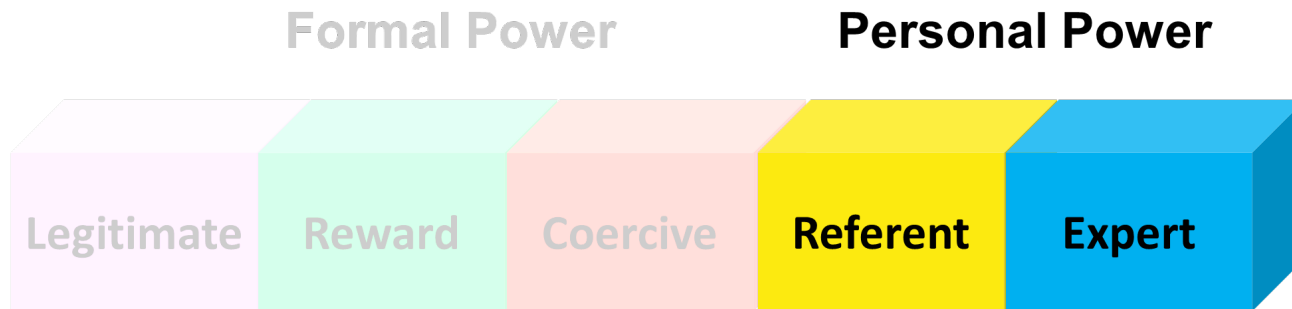 Formal Power Personal Power
Legitimate Reward Coercive Referent Expert